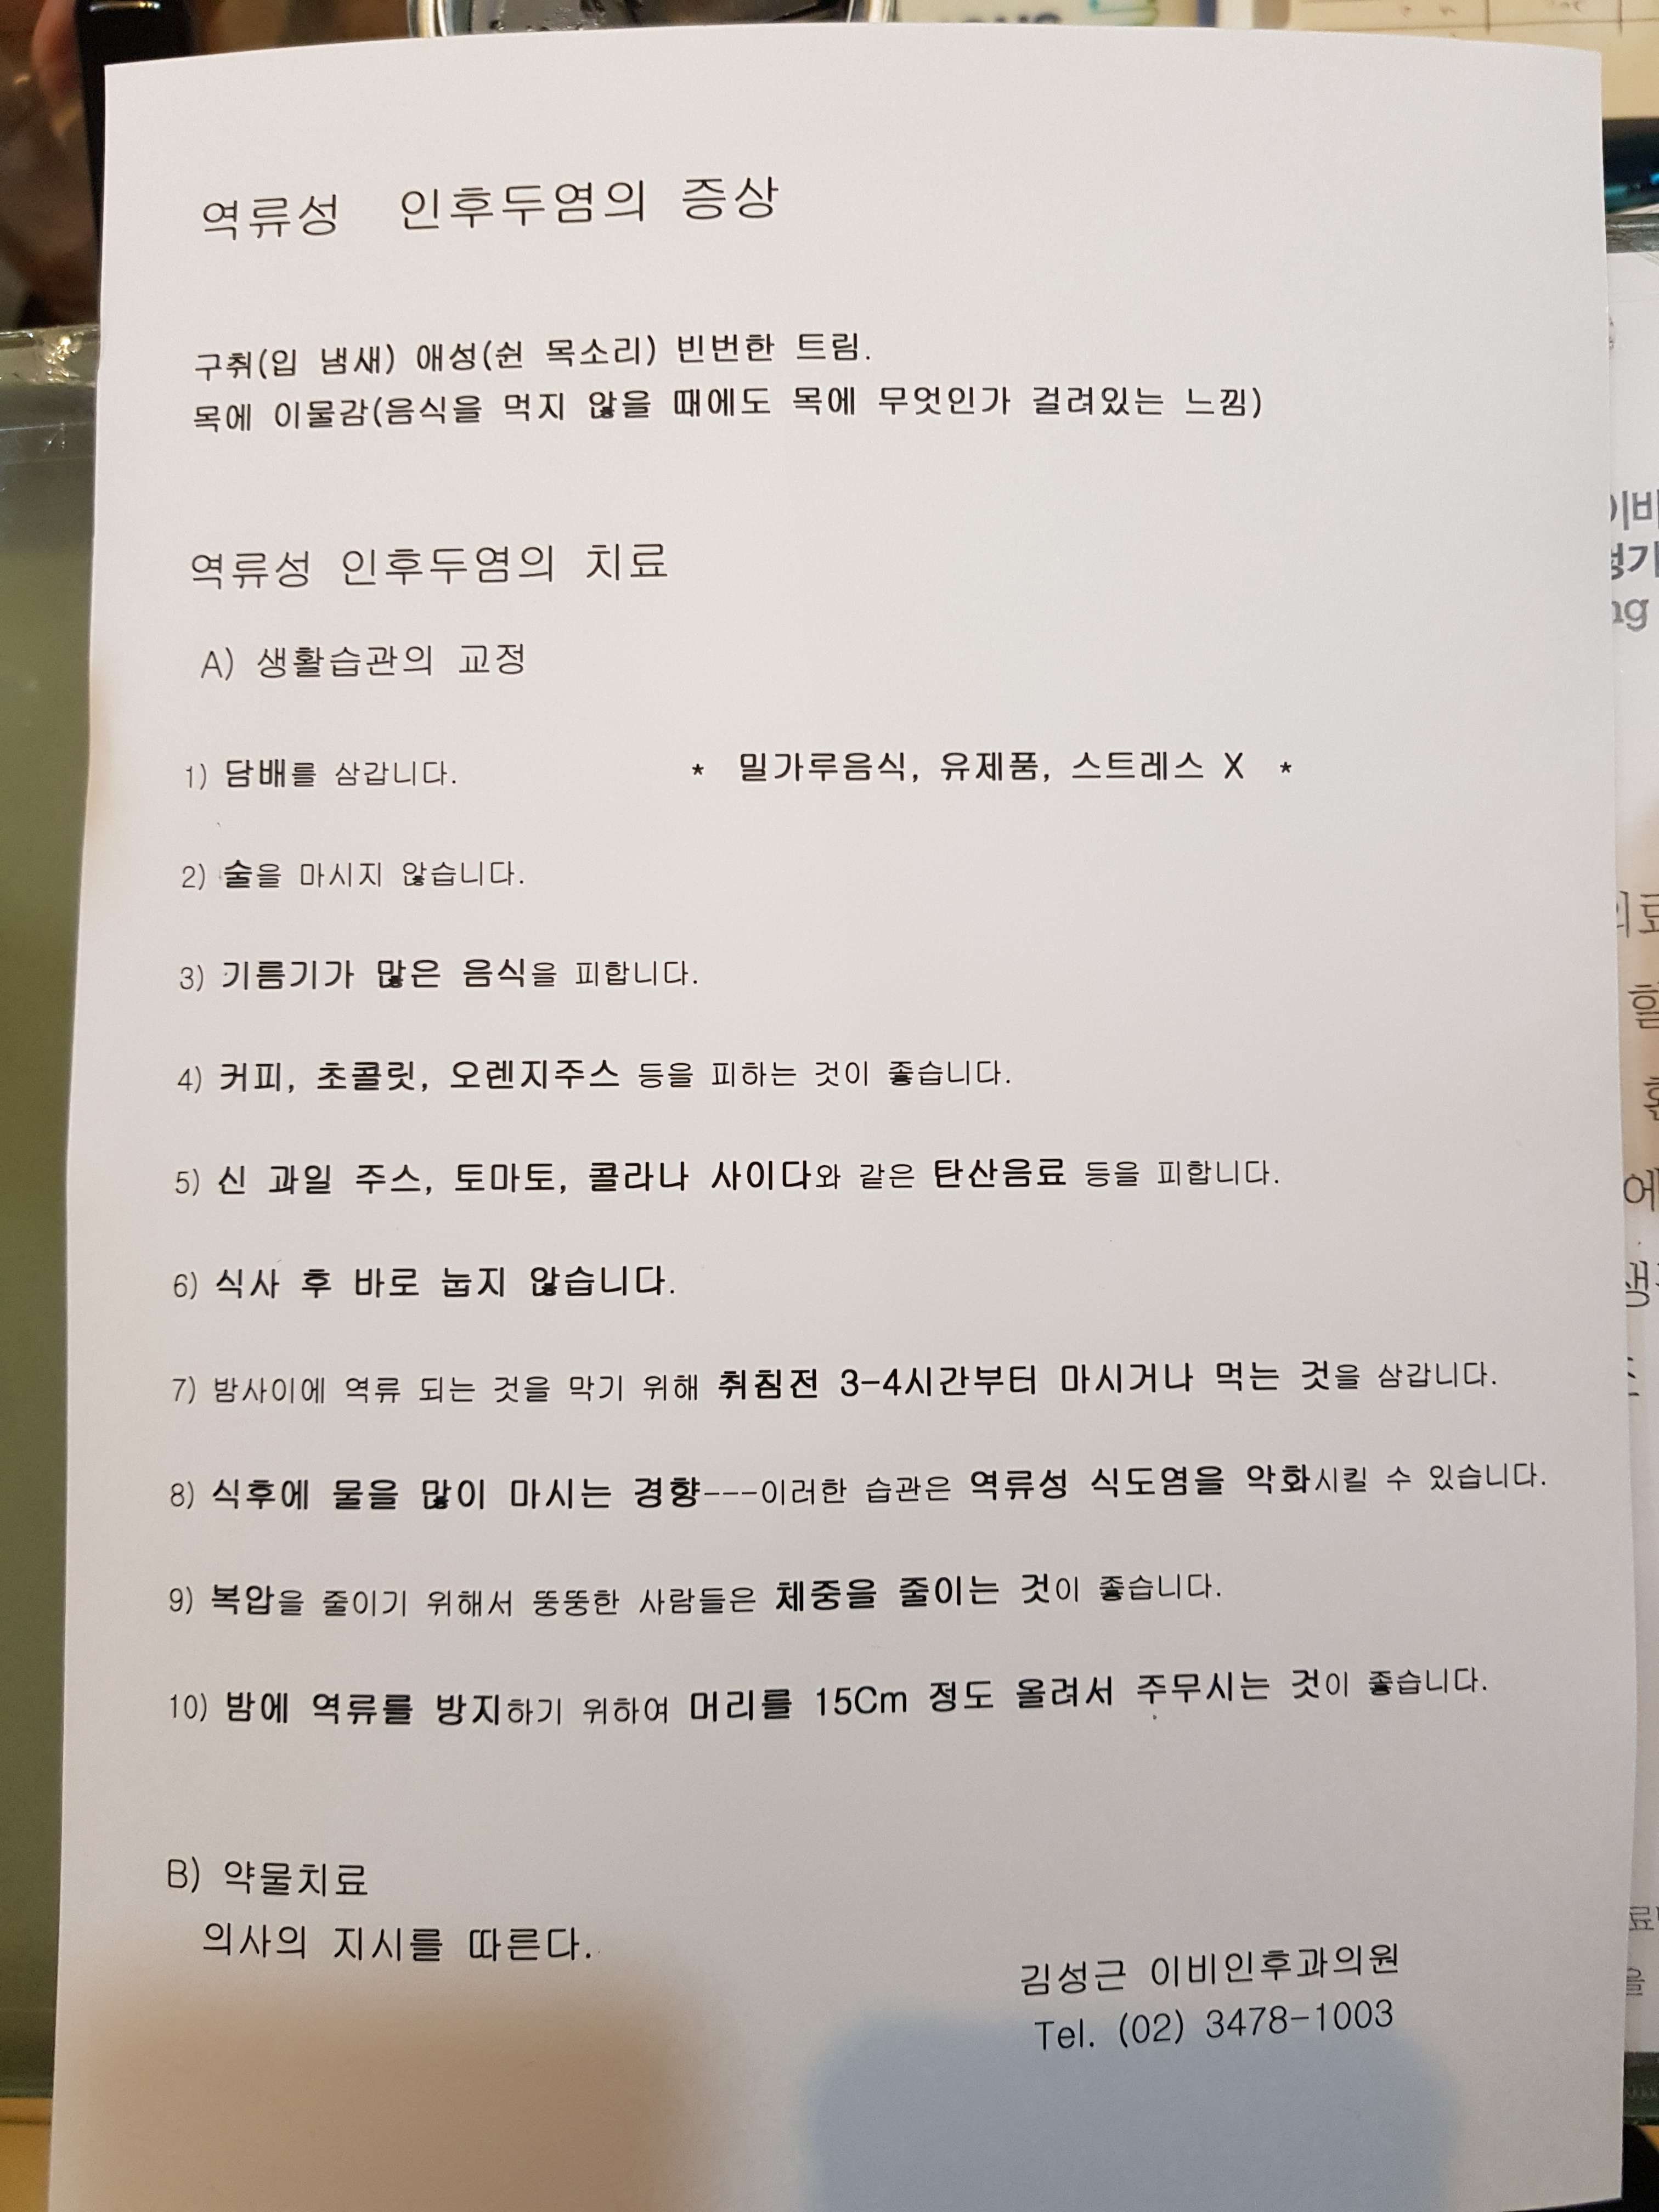 역류성 인후두염의 증상
구취(입 냄새) 애성(쉰 목소리) 빈번한 트림.
목에 이물감(음식을 먹지 않을 때에도 목에 무엇인가 걸려있는 느낌)
역류성 인후두염의 치료
A) 생활습관의 교정
1) 담배를 삼갑니다. * 밀가루음식, 유제품, 스트레스 X *
2) 술을 마시지 않습니다.
3) 기름기가 많은 음식을 피합니다.
4) 커피, 초콜릿, 오렌지주스 등을 피하는 것이 좋습니다.
5) 신 과일 주스, 토마토, 콜라나 사이다와 같은 탄산음료 등을 피합니다.
6) 식사 후 바로 눕지 않습니다.
7) 밤사이에 역류 되는 것을 막기 위해 취침전 3-4시간부터 마시거나 먹는 것을 삼갑니다.
8) 식후에 물을 많이 마시는 경향---이러한 습관은 역류성 식도염을 악화시킬 수 있습니다.
9) 복압을 줄이기 위해서 뚱뚱한 사람들은 체중을 줄이는 것이 좋습니다.
10) 밤에 역류를 방지하기 위하여 머리를 15Cm 정도 올려서 주무시는 것이 좋습니다.
B) 약물치료
의사의 지시를 따른다.
김성근 이비인후과의원
Tel. (02) 3478-1003